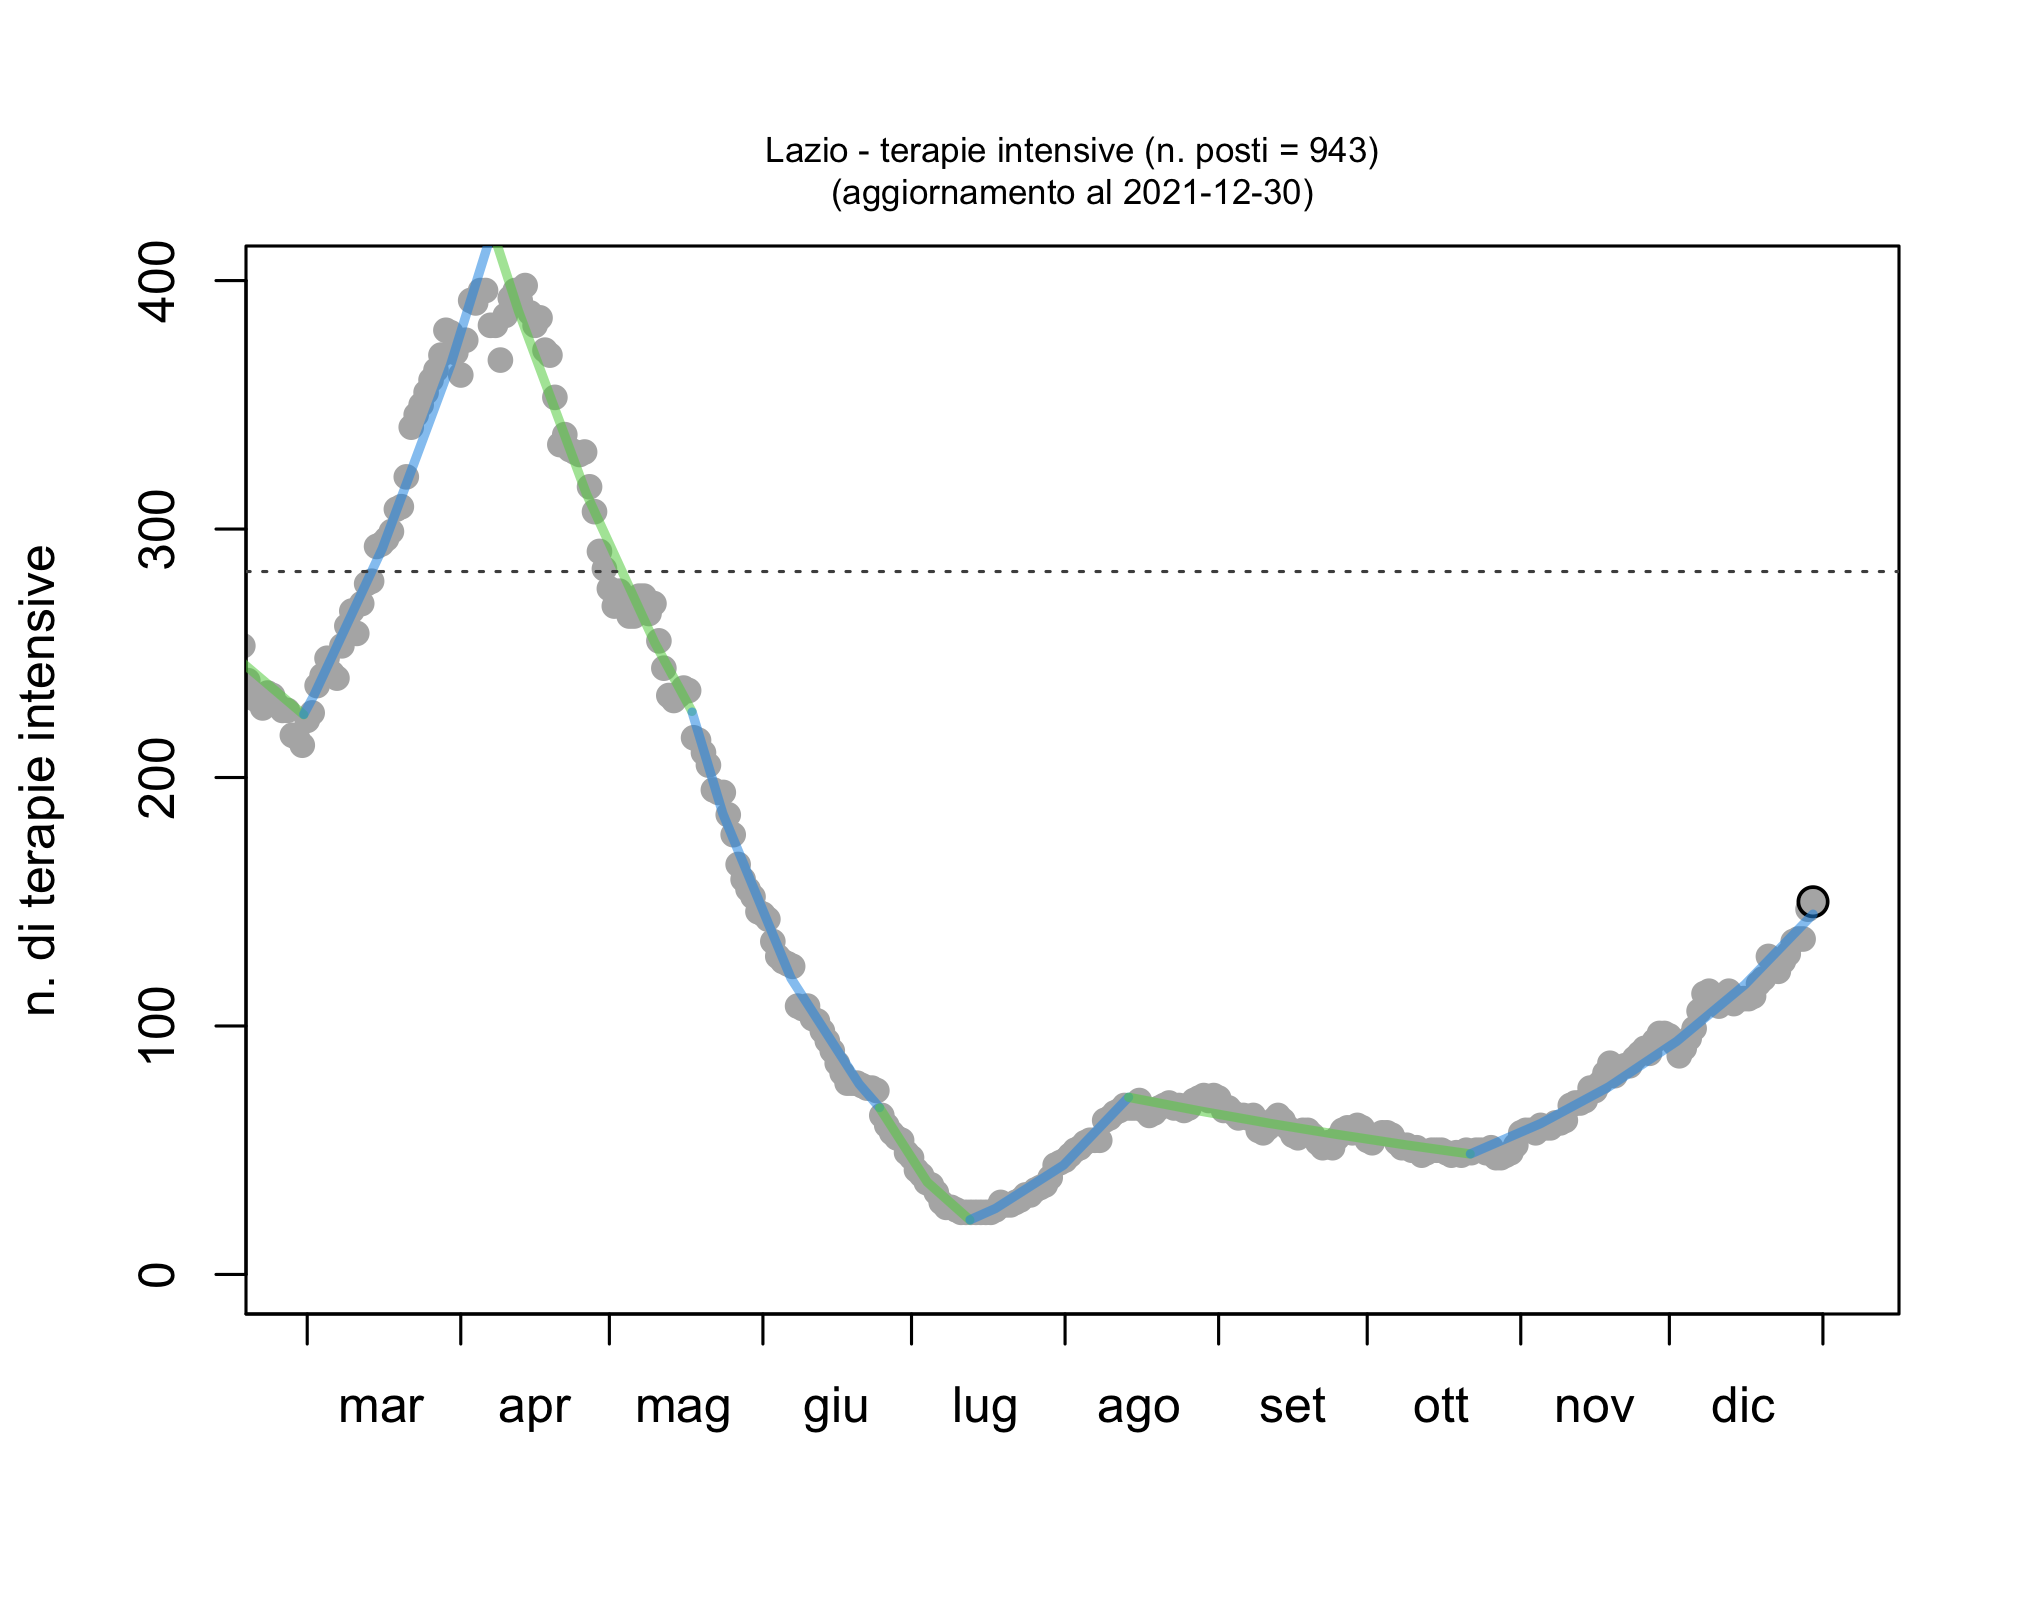 Lazio - terapie intensive (n. posti = 943)
(aggiornamento al 2021-12-30)
n. di terapie intensive
400
300
200
100
0
mar apr mag giu lug ago set ott nov dic